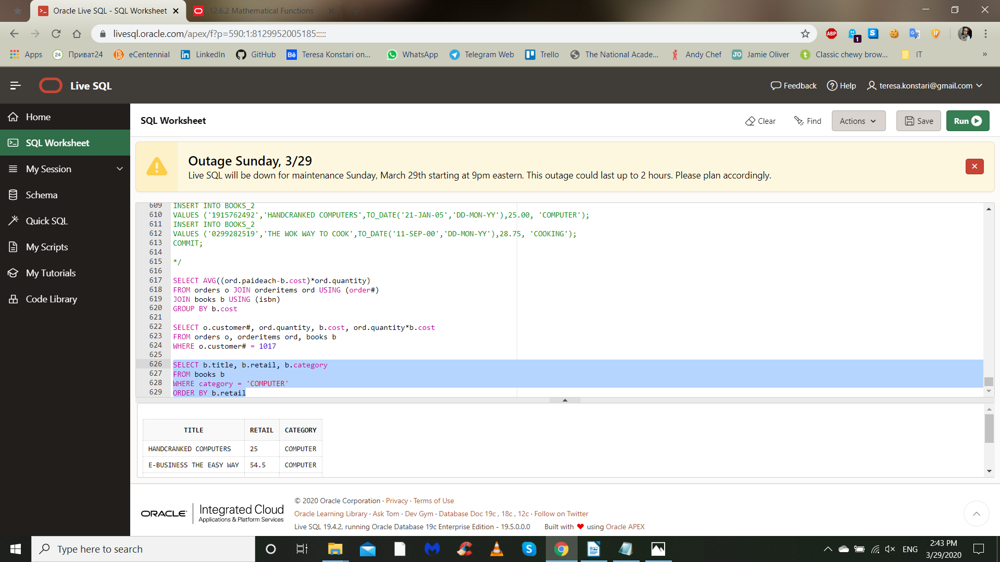 Oracle Live SQL - SQL Worksheet
12.6.2 Mathematical Functions
livesql.oracle.com/apex/f?p=590:1:8129952005185:::::
ABP
1
S
IP
Apps
24 Приват24
eCentennial
LinkedIn
GitHub
Bē Teresa Konstari on...
WhatsApp
Telegram Web
Trello
The National Acade...
Andy Chef
JO Jamie Oliver
Classic chewy brow...
IT
»
Live SQL
Feedback
Help
teresa.konstari@gmail.com
Home
SQL Worksheet
My Session
Schema
Quick SQL
My Scripts
My Tutorials
Code Library
SQL Worksheet
Clear
Find
Actions
Save
Run
Outage Sunday, 3/29
Live SQL will be down for maintenance Sunday, March 29th starting at 9pm eastern. This outage could last up to 2 hours. Please plan accordingly.
609 INSERT INTO BOOKS_2
610 VALUES ('1915762492','HANDCRANKED COMPUTERS',TO_DATE('21-JAN-05','DD-MON-YY'),25.00, 'COMPUTER');
611 INSERT INTO BOOKS_2
612 VALUES ('0299282519','THE WOK WAY TO COOK',TO_DATE('11-SEP-00','DD-MON-YY'),28.75, 'COOKING');
613 COMMIT;
614
615 */
616
617 SELECT AVG((ord.paideach-b.cost)*ord.quantity)
618 FROM orders o JOIN orderitems ord USING (order#)
619 JOIN books b USING (isbn)
620 GROUP BY b.cost
621
622 SELECT o.customer#, ord.quantity, b.cost, ord.quantity*b.cost
623 FROM orders o, orderitems ord, books b
624 WHERE o.customer# = 1017
625
626 SELECT b.title, b.retail, b.category
627 FROM books b
628 WHERE category = 'COMPUTER'
629 ORDER BY b.retail
TITLE RETAIL CATEGORY
HANDCRANKED COMPUTERS 25 COMPUTER
E-BUSINESS THE EASY WAY 54.5 COMPUTER
ORACLE Integrated Cloud
Applications & Platform Services
© 2020 Oracle Corporation · Privacy · Terms of Use
Oracle Learning Library · Ask Tom · Dev Gym · Database Doc 19c , 18c , 12c · Follow on Twitter
Live SQL 19.4.2, running Oracle Database 19c Enterprise Edition - 19.5.0.0.0 Built with ❤ using Oracle APEX
Type here to search
ENG
2:43 PM
3/29/2020